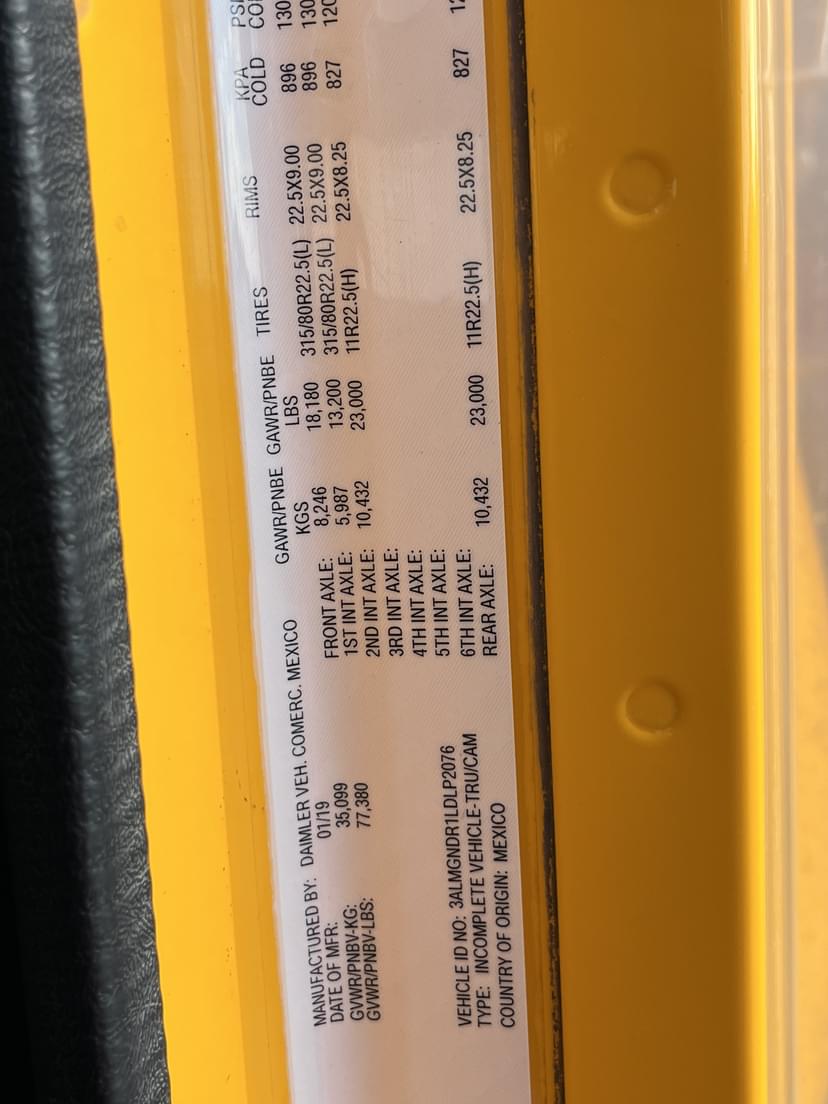 MANUFACTURED BY: DAIMLER VEH. COMERC. MEXICO GAWR/PNBE GAWR/PNBE TIRES RIMS KPA PSI
DATE OF MFR: 01/19 KGS LBS COLD
GVWR/PNBV-KG: 35,099 FRONT AXLE: 8,246 18,180 315/80R22.5(L) 22.5X9.00 896 130
GVWR/PNBV-LBS: 77,380 1ST INT AXLE: 5,987 13,200 315/80R22.5(L) 22.5X9.00 896 130
2ND INT AXLE: 10,432 23,000 11R22.5(H) 22.5X8.25 827 120
3RD INT AXLE:
4TH INT AXLE:
5TH INT AXLE:
VEHICLE ID NO: 3ALMGNDR1LDLP2076 6TH INT AXLE:
TYPE: INCOMPLETE VEHICLE-TRU/CAM REAR AXLE: 10,432 23,000 11R22.5(H) 22.5X8.25 827
COUNTRY OF ORIGIN: MEXICO